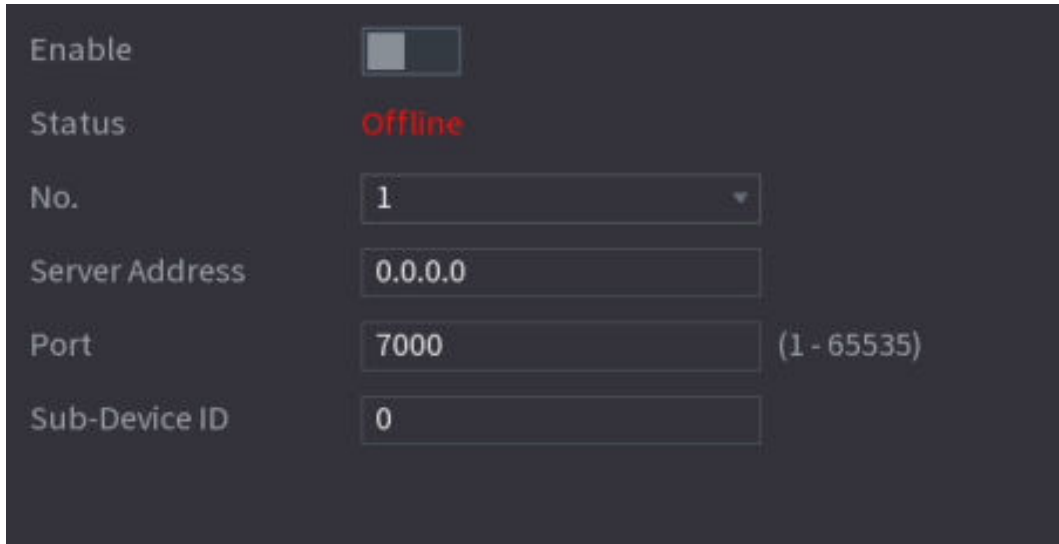 Enable
Status Offline
No. 1
Server Address 0.0.0.0
Port 7000 (1 - 65535)
Sub-Device ID 0